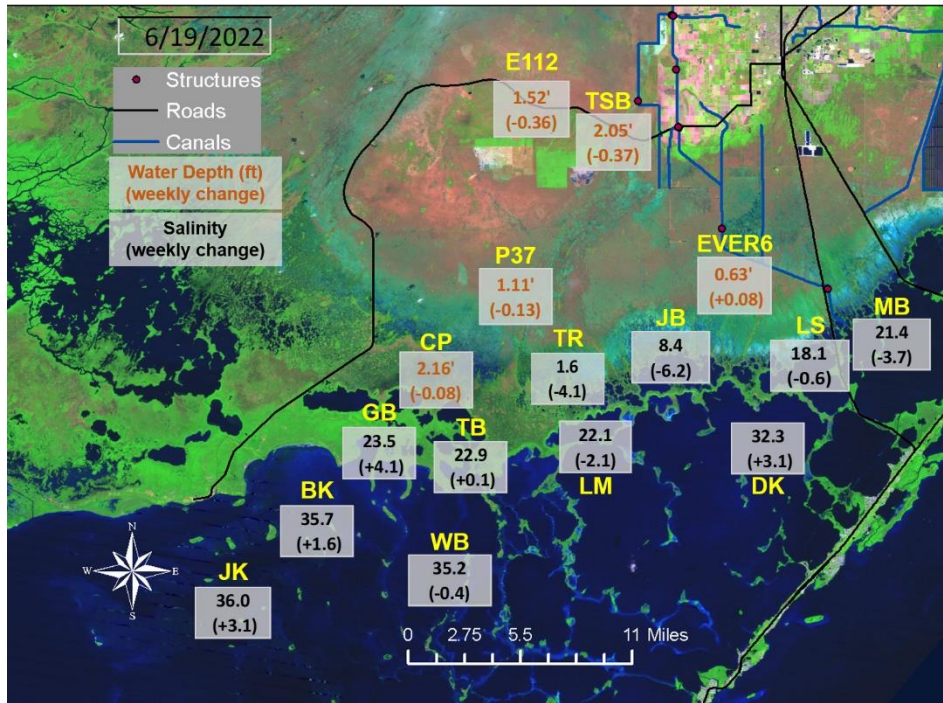 6/19/2022
Structures
Roads
Canals
Water Depth (ft)
(weekly change)
Salinity
(weekly change)
E112
1.52'
(-0.36)
TSB
2.05'
(-0.37)
P37
1.11'
(-0.13)
EVER6
0.63'
(+0.08)
MB
21.4
(-3.7)
CP
2.16'
(-0.08)
TR
1.6
(-4.1)
JB
8.4
(-6.2)
LS
18.1
(-0.6)
GB
23.5
(+4.1)
TB
22.9
(+0.1)
22.1
(-2.1)
LM
32.3
(+3.1)
DK
BK
35.7
(+1.6)
WB
35.2
(-0.4)
JK
36.0
(+3.1)
N
W E
S
0 2.75 5.5 11 Miles